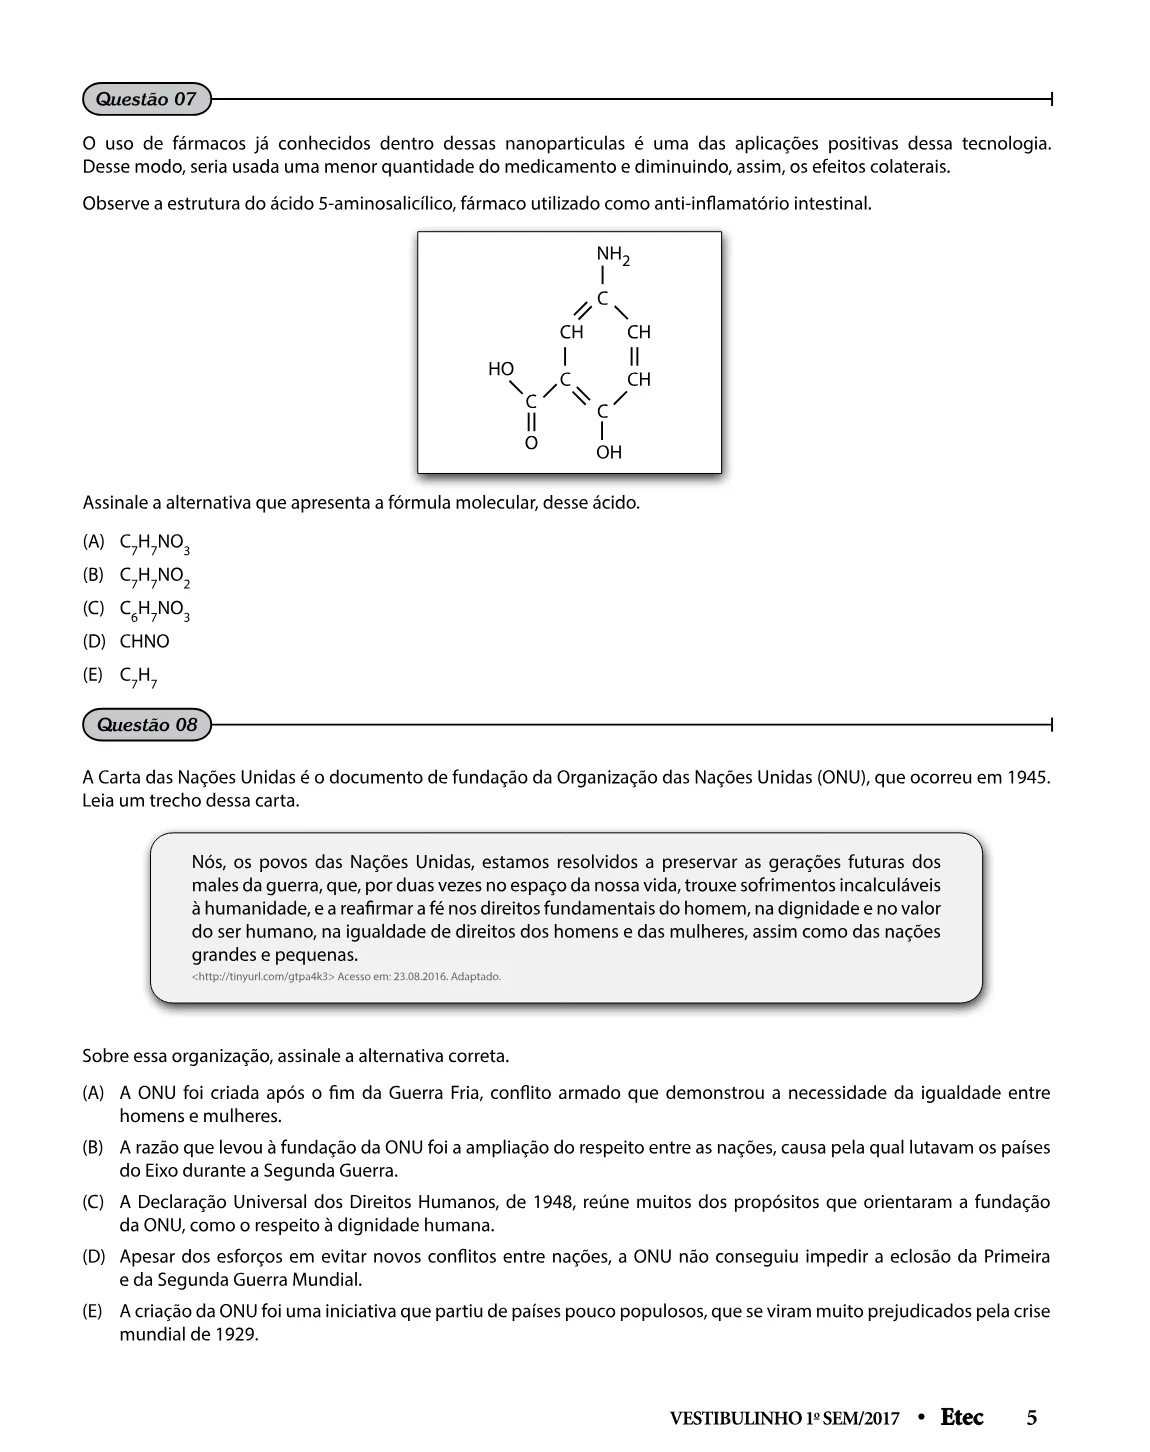 Questão 07
O uso de fármacos já conhecidos dentro dessas nanoparticulas é uma das aplicações positivas dessa tecnologia.
Desse modo, seria usada uma menor quantidade do medicamento e diminuindo, assim, os efeitos colaterais.
Observe a estrutura do ácido 5-aminosalicílico, fármaco utilizado como anti-inflamatório intestinal.
NH2
C
CH CH
HO
C CH
C C
O
OH
Assinale a alternativa que apresenta a fórmula molecular, desse ácido.
(A) C7H7NO3
(B) C7H7NO2
(C) C6H7NO3
(D) CHNO
(E) C7H7
Questão 08
A Carta das Nações Unidas é o documento de fundação da Organização das Nações Unidas (ONU), que ocorreu em 1945.
Leia um trecho dessa carta.
Nós, os povos das Nações Unidas, estamos resolvidos a preservar as gerações futuras dos
males da guerra, que, por duas vezes no espaço da nossa vida, trouxe sofrimentos incalculáveis
à humanidade, e a reafirmar a fé nos direitos fundamentais do homem, na dignidade e no valor
do ser humano, na igualdade de direitos dos homens e das mulheres, assim como das nações
grandes e pequenas.
<http://tinyurl.com/gtpa4k3> Acesso em: 23.08.2016. Adaptado.
Sobre essa organização, assinale a alternativa correta.
(A) A ONU foi criada após o fim da Guerra Fria, conflito armado que demonstrou a necessidade da igualdade entre
homens e mulheres.
(B) A razão que levou à fundação da ONU foi a ampliação do respeito entre as nações, causa pela qual lutavam os países
do Eixo durante a Segunda Guerra.
(C) A Declaração Universal dos Direitos Humanos, de 1948, reúne muitos dos propósitos que orientaram a fundação
da ONU, como o respeito à dignidade humana.
(D) Apesar dos esforços em evitar novos conflitos entre nações, a ONU não conseguiu impedir a eclosão da Primeira
e da Segunda Guerra Mundial.
(E) A criação da ONU foi uma iniciativa que partiu de países pouco populosos, que se viram muito prejudicados pela crise
mundial de 1929.
VESTIBULINHO 1º SEM/2017 • Etec 5